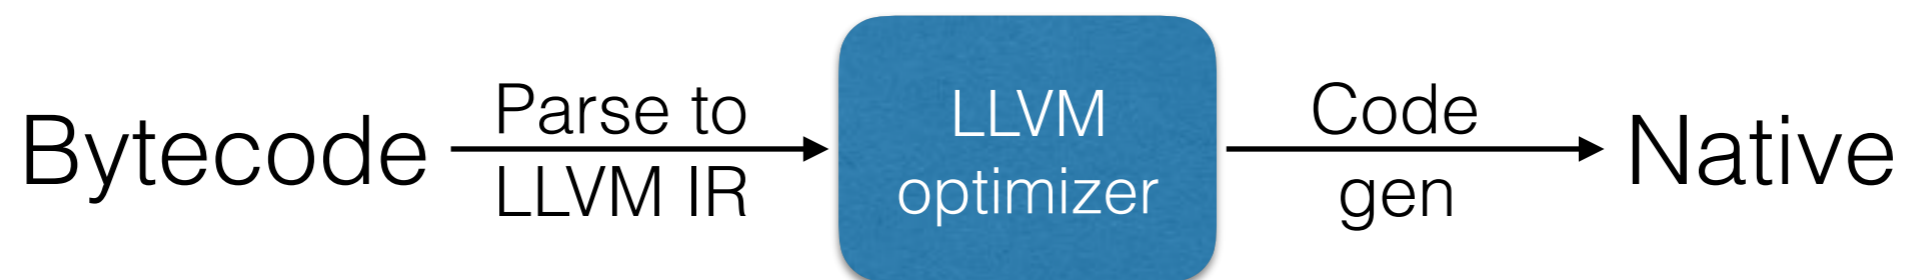 Bytecode
Parse to
LLVM IR
LLVM
optimizer
Code
gen
Native